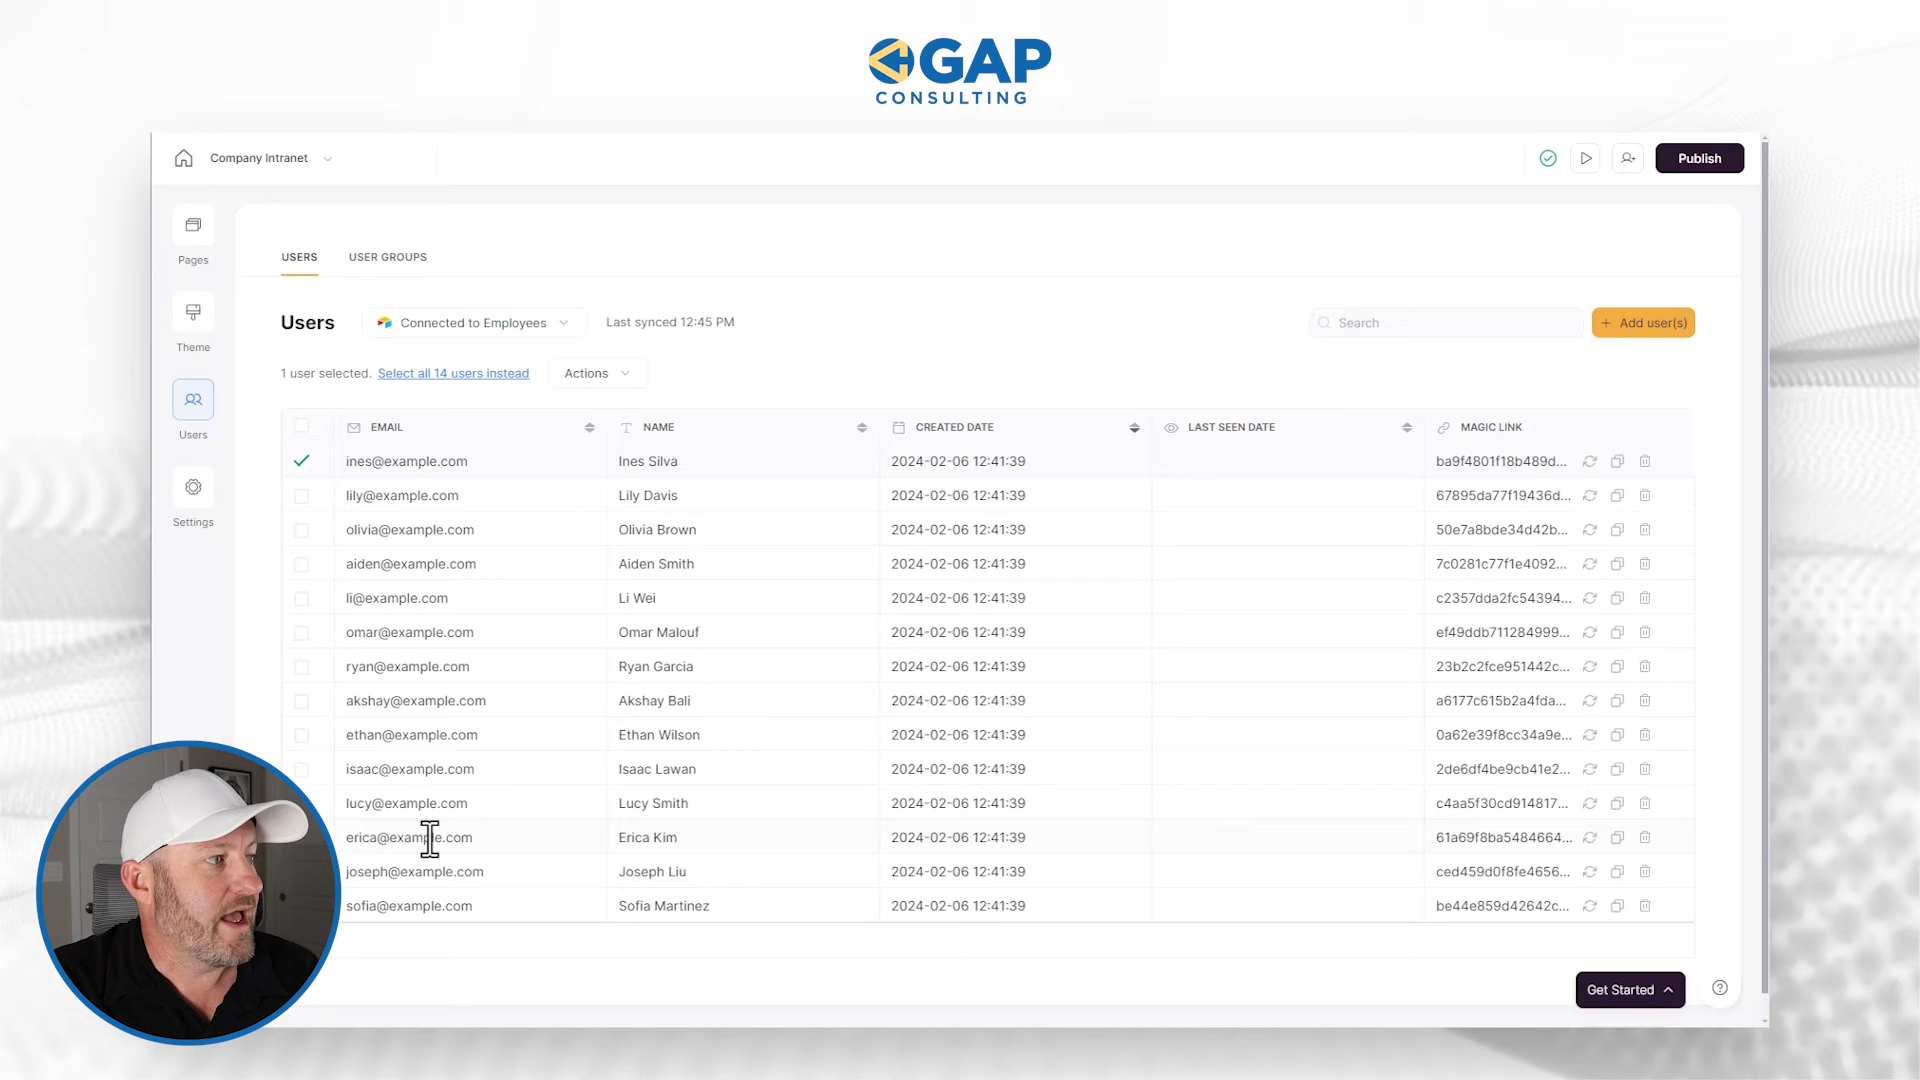 GAP
CONSULTING
Company Intranet
Publish
Pages
Theme
Users
Settings
USERS USER GROUPS
Users Connected to Employees Last synced 12:45 PM Search + Add user(s)
1 user selected. Select all 14 users instead Actions
EMAIL NAME CREATED DATE LAST SEEN DATE MAGIC LINK
ines@example.com Ines Silva 2024-02-06 12:41:39 ba9f4801f18b489d...
lily@example.com Lily Davis 2024-02-06 12:41:39 67895da77f19436d...
olivia@example.com Olivia Brown 2024-02-06 12:41:39 50e7a8bde34d42b...
aiden@example.com Aiden Smith 2024-02-06 12:41:39 7c0281c77f1e4092...
li@example.com Li Wei 2024-02-06 12:41:39 c2357dda2fc54394...
omar@example.com Omar Malouf 2024-02-06 12:41:39 ef49ddb711284999...
ryan@example.com Ryan Garcia 2024-02-06 12:41:39 23b2c2fce951442c...
akshay@example.com Akshay Bali 2024-02-06 12:41:39 a6177c615b2a4fda...
ethan@example.com Ethan Wilson 2024-02-06 12:41:39 0a62e39f8cc34a9e...
isaac@example.com Isaac Lawan 2024-02-06 12:41:39 2de6df4be9cb41e2...
lucy@example.com Lucy Smith 2024-02-06 12:41:39 c4aa5f30cd914817...
erica@example.com Erica Kim 2024-02-06 12:41:39 61a69f8ba5484664...
joseph@example.com Joseph Liu 2024-02-06 12:41:39 ced459d0f8fe4656...
sofia@example.com Sofia Martinez 2024-02-06 12:41:39 be44e859d42642c...
Get Started